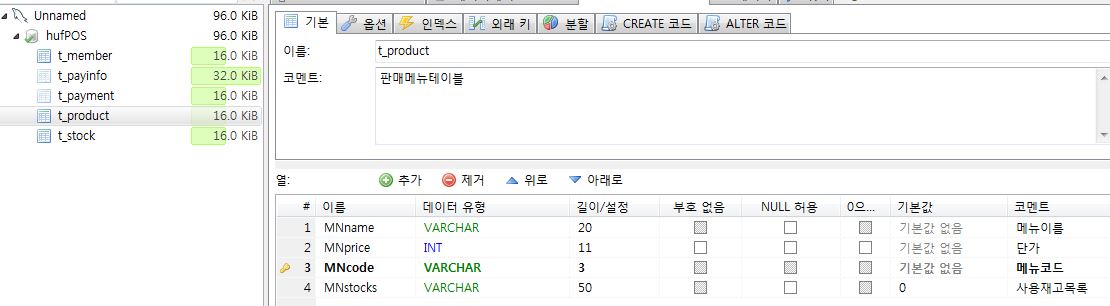 Unnamed 96.0 KiB
hufPOS 96.0 KiB
t_member 16.0 KiB
t_payinfo 32.0 KiB
t_payment 16.0 KiB
t_product 16.0 KiB
t_stock 16.0 KiB
기본 옵션 인덱스 외래 키 분할 CREATE 코드 ALTER 코드
이름: t_product
코멘트: 판매메뉴테이블
열: 추가 제거 위로 아래로
# 이름 데이터 유형 길이/설정 부호 없음 NULL 허용 0으... 기본값 코멘트
1 MNname VARCHAR 20 기본값 없음 메뉴이름
2 MNprice INT 11 기본값 없음 단가
3 MNcode VARCHAR 3 기본값 없음 메뉴코드
4 MNstocks VARCHAR 50 0 사용재고목록